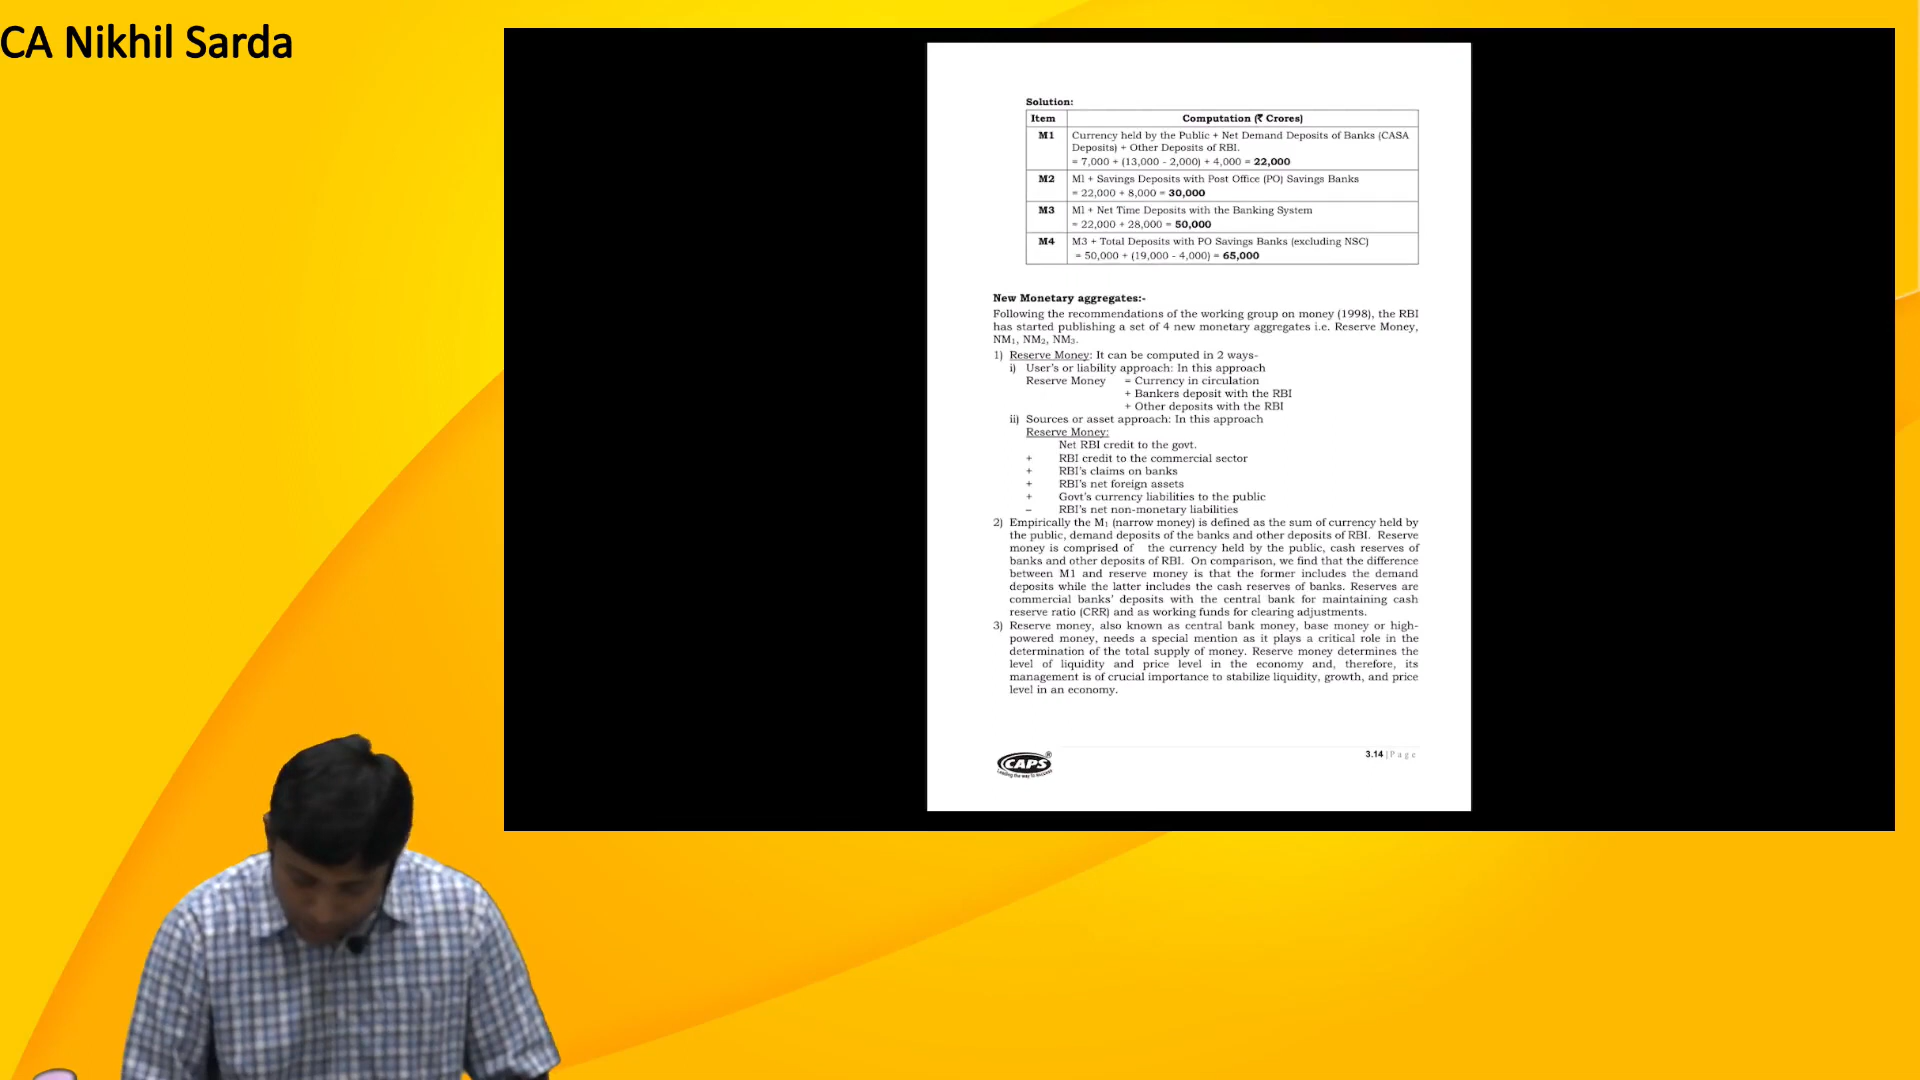 CA Nikhil Sarda
Solution:
Item Computation (₹ Crores)
M1 Currency held by the Public + Net Demand Deposits of Banks (CASA
Deposits) + Other Deposits of RBI.
= 7,000 + (13,000 - 2,000) + 4,000 = 22,000
M2 Ml + Savings Deposits with Post Office (PO) Savings Banks
= 22,000 + 8,000 = 30,000
M3 Ml + Net Time Deposits with the Banking System
= 22,000 + 28,000 = 50,000
M4 M3 + Total Deposits with PO Savings Banks (excluding NSC)
= 50,000 + (19,000 - 4,000) = 65,000
New Monetary aggregates:-
Following the recommendations of the working group on money (1998), the RBI
has started publishing a set of 4 new monetary aggregates i.e. Reserve Money,
NM₁, NM₂, NM₃.
1) Reserve Money: It can be computed in 2 ways-
i) User's or liability approach: In this approach
Reserve Money = Currency in circulation
+ Bankers deposit with the RBI
+ Other deposits with the RBI
ii) Sources or asset approach: In this approach
Reserve Money:
Net RBI credit to the govt.
+ RBI credit to the commercial sector
+ RBI's claims on banks
+ RBI's net foreign assets
+ Govt's currency liabilities to the public
– RBI's net non-monetary liabilities
2) Empirically the M₁ (narrow money) is defined as the sum of currency held by
the public, demand deposits of the banks and other deposits of RBI. Reserve
money is comprised of the currency held by the public, cash reserves of
banks and other deposits of RBI. On comparison, we find that the difference
between M1 and reserve money is that the former includes the demand
deposits while the latter includes the cash reserves of banks. Reserves are
commercial banks' deposits with the central bank for maintaining cash
reserve ratio (CRR) and as working funds for clearing adjustments.
3) Reserve money, also known as central bank money, base money or high-
powered money, needs a special mention as it plays a critical role in the
determination of the total supply of money. Reserve money determines the
level of liquidity and price level in the economy and, therefore, its
management is of crucial importance to stabilize liquidity, growth, and price
level in an economy.
CAPS®
Leading the way to success
3.14 | Page